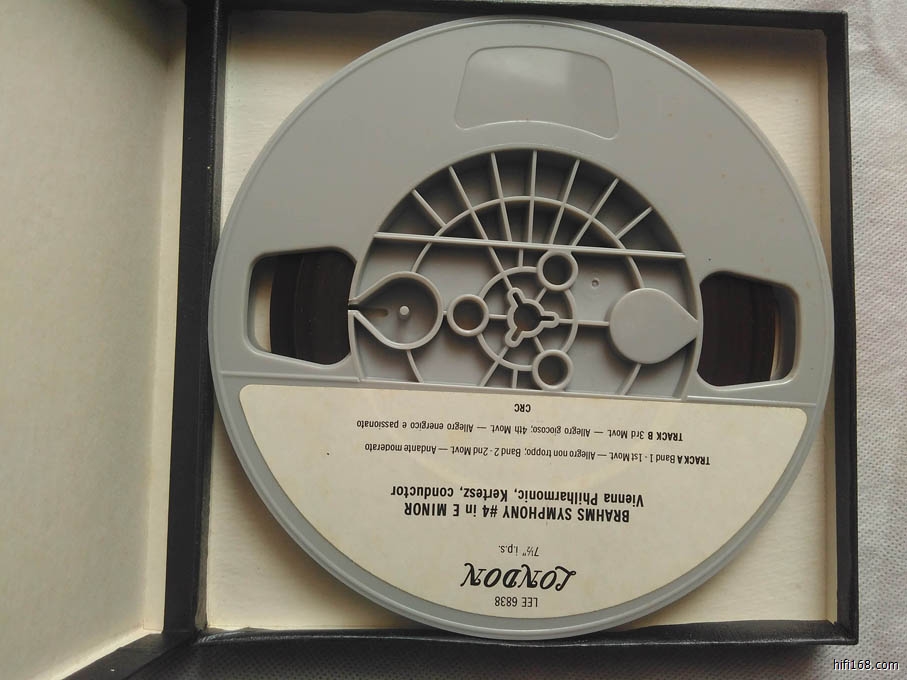 LEE 6838
LONDON
7½" i.p.s.
BRAHMS SYMPHONY #4 in E MINOR
Vienna Philharmonic, Kertesz, conductor
TRACK A Band 1 - 1st Movt. — Allegro non troppo; Band 2 - 2nd Movt. — Andante moderato
TRACK B 3rd Movt. — Allegro giocoso; 4th Movt. — Allegro energico e passionato
CRC
hifi168.com